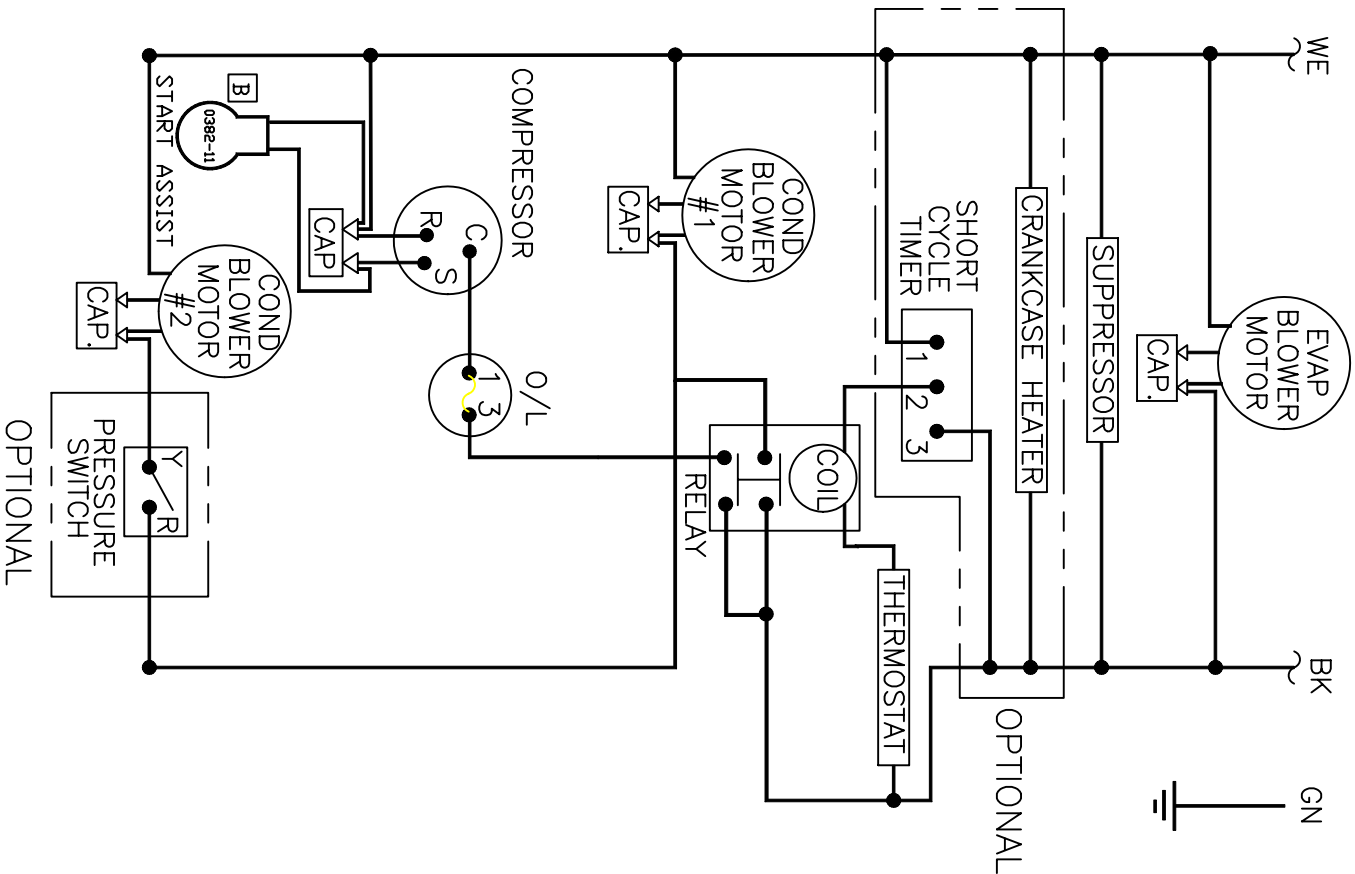 WE
BK
GN
EVAP
BLOWER
MOTOR
CAP.
SUPPRESSOR
CRANKCASE HEATER
OPTIONAL
SHORT
CYCLE
TIMER
1
2
3
THERMOSTAT
COIL
RELAY
COND
BLOWER
MOTOR
#1
CAP.
COMPRESSOR
C
R
S
CAP
O/L
1
3
B
0382-11
START ASSIST
COND
BLOWER
MOTOR
#2
CAP.
Y
R
PRESSURE
SWITCH
OPTIONAL